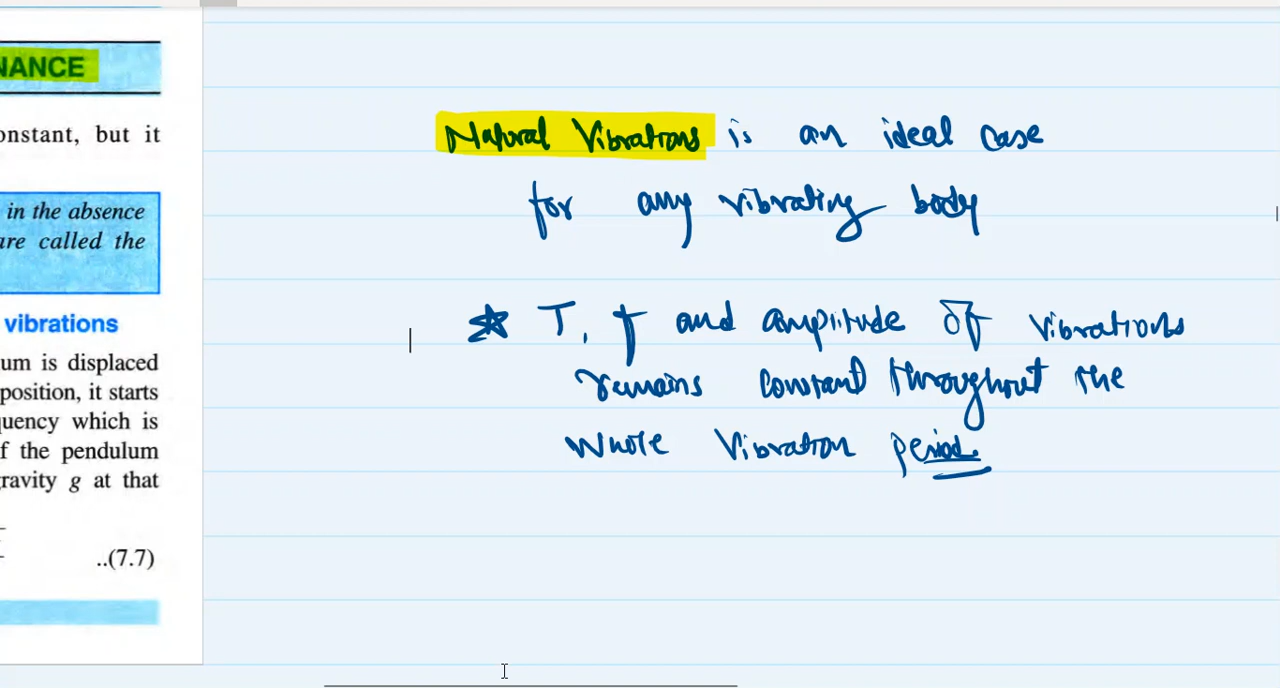 NANCE
onstant, but it
in the absence
are called the
vibrations
um is displaced
position, it starts
quency which is
f the pendulum
gravity g at that
..(7.7)
Natural Vibrations is an ideal case
for any vibrating body
T, f and amplitude of vibrations
remains constant throughout the
whole vibration period.